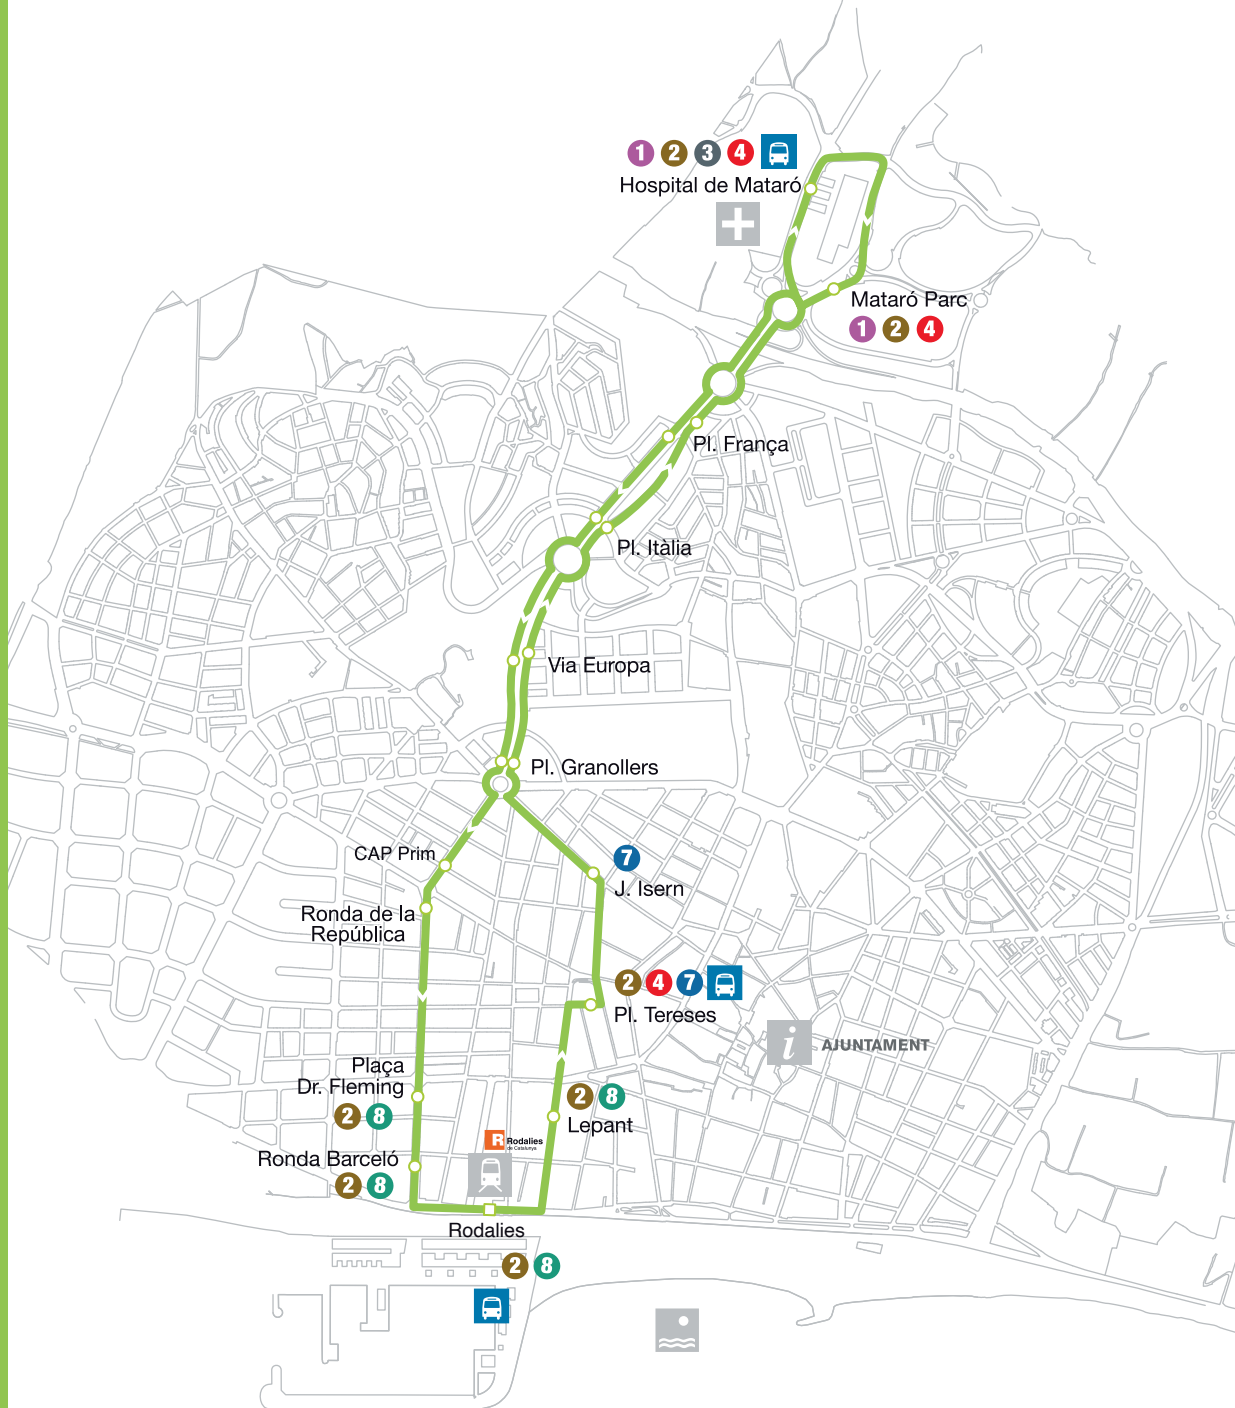 1 2 3 4
Hospital de Mataró
Mataró Parc
1 2 4
Pl. França
Pl. Itàlia
Via Europa
Pl. Granollers
CAP Prim
7
J. Isern
Ronda de la
República
2 4 7
Pl. Tereses
i AJUNTAMENT
Plaça
Dr. Fleming
2 8
2 8
Lepant
R Rodalies
de Catalunya
Ronda Barceló
2 8
Rodalies
2 8